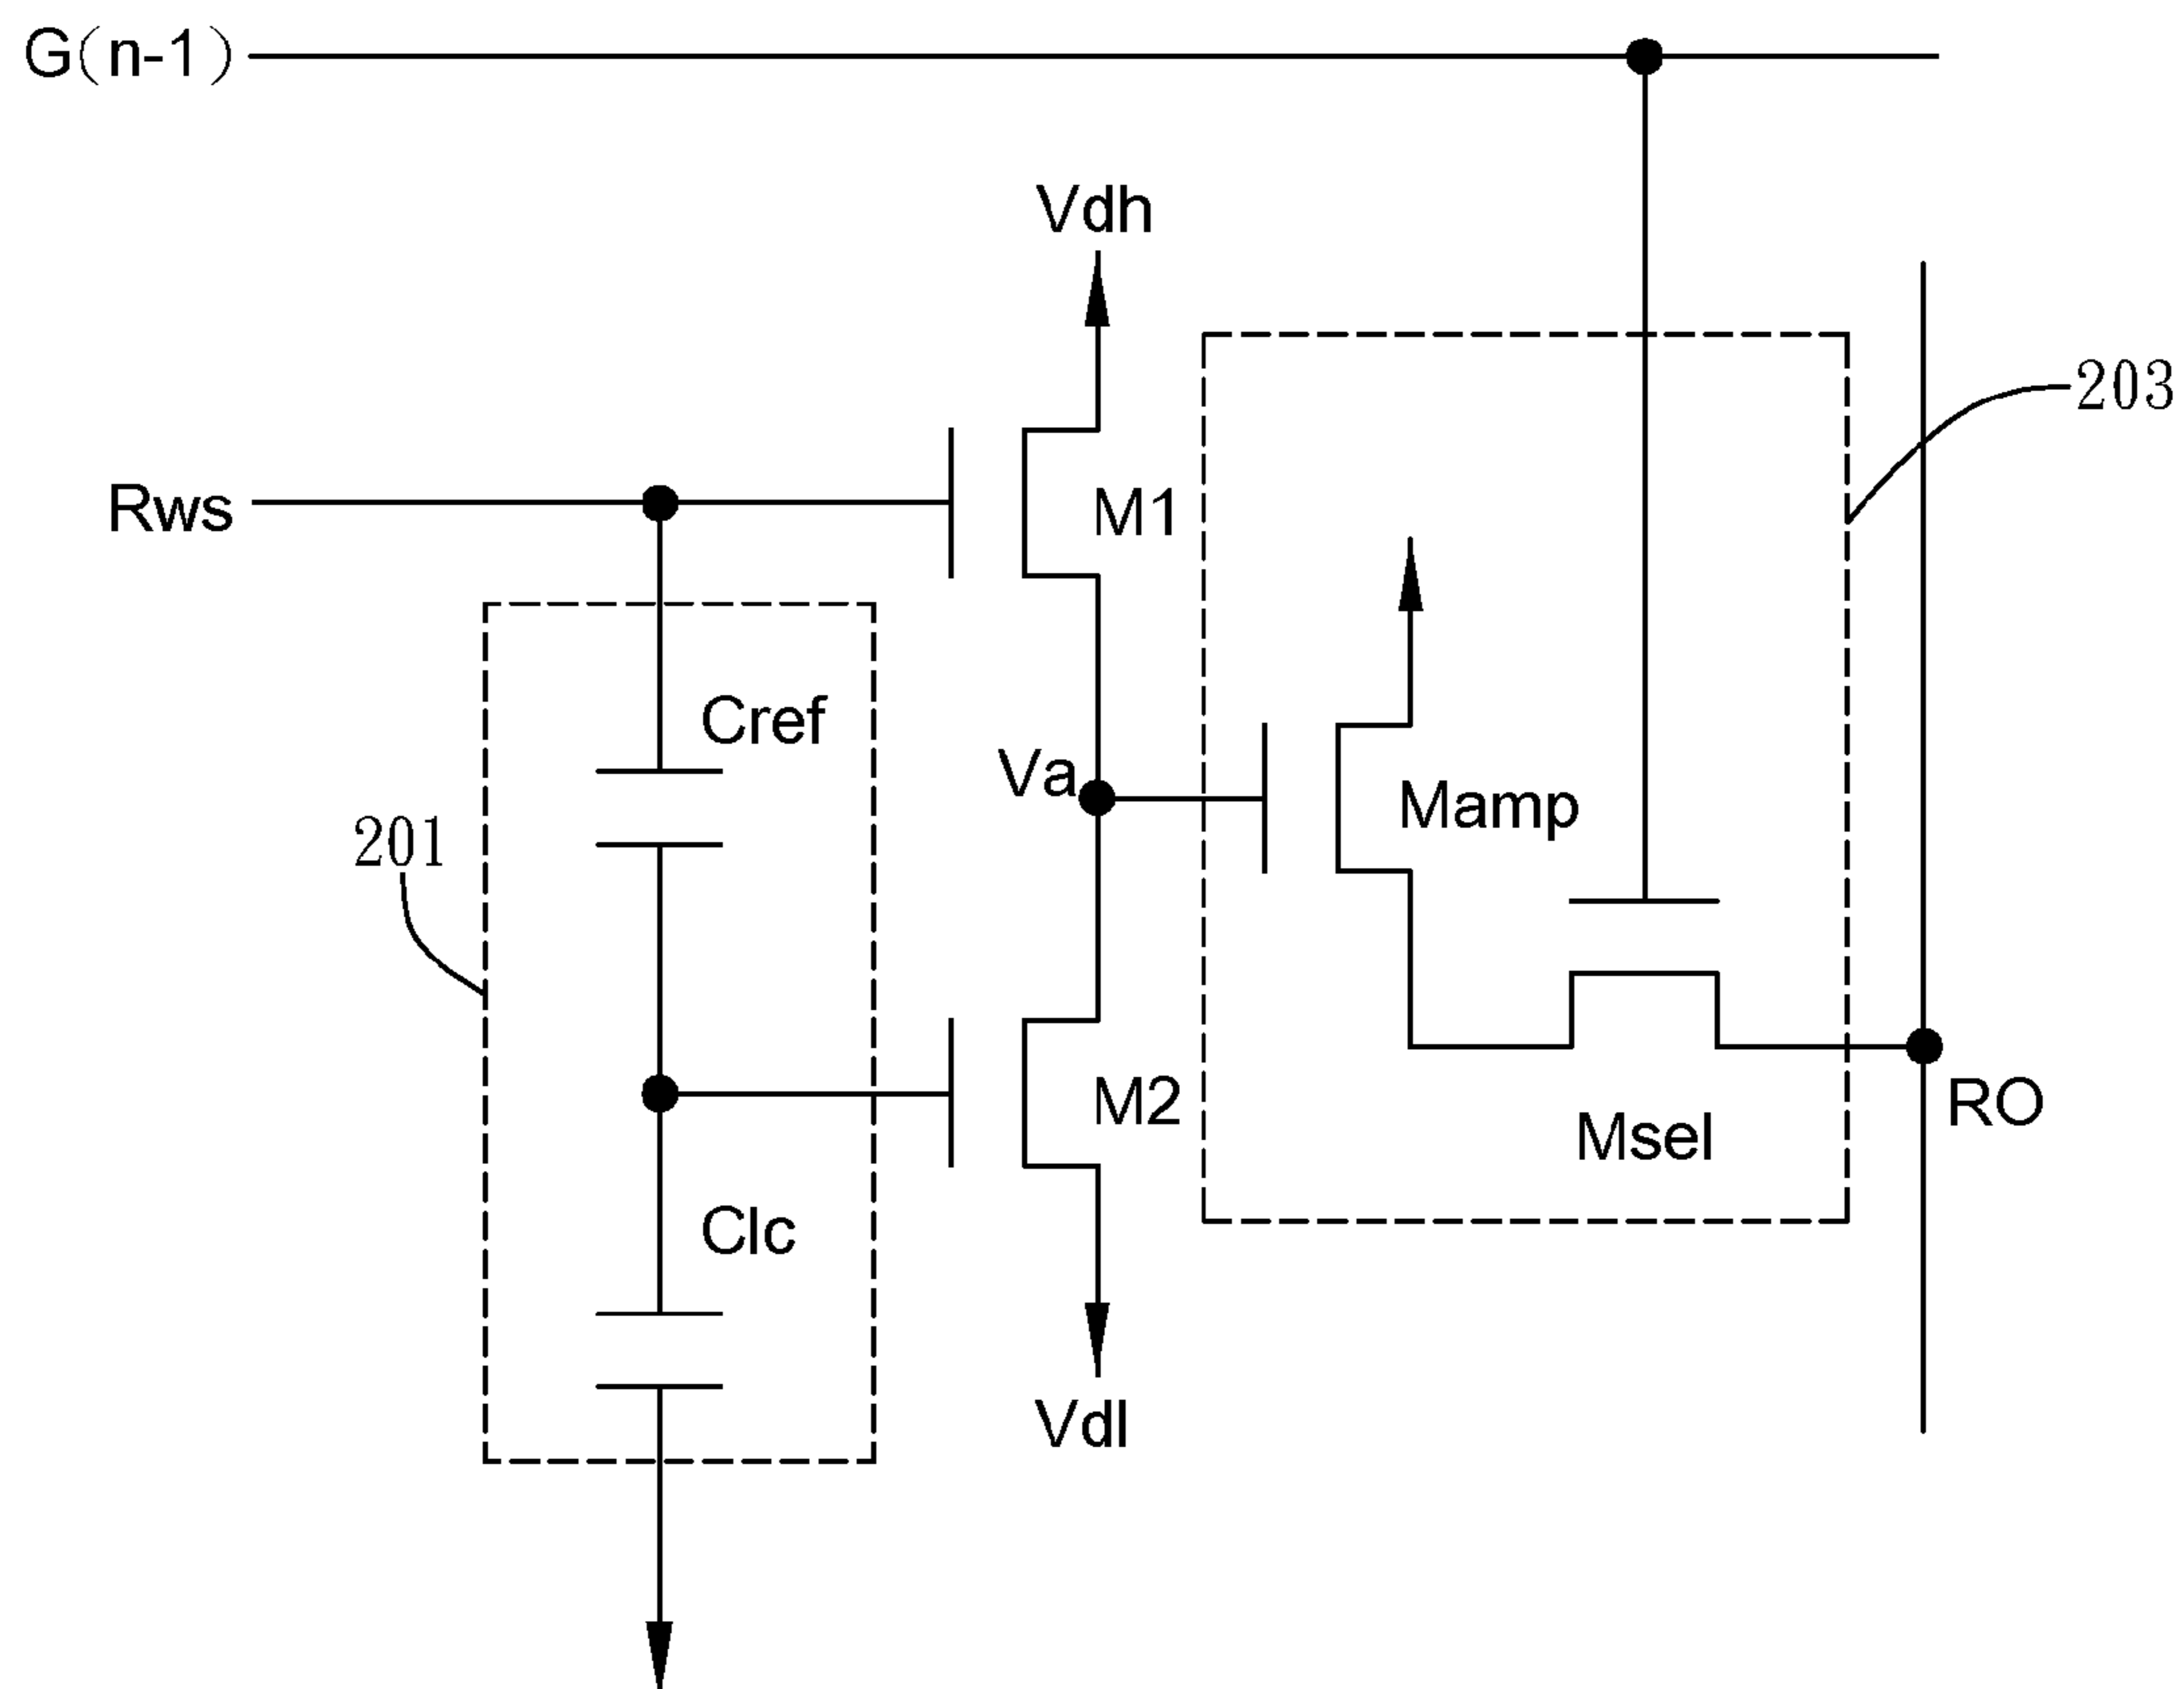 G(n-1)
Vdh
203
Rws
M1
Cref
Va
Mamp
201
M2
RO
Msel
Clc
Vdl